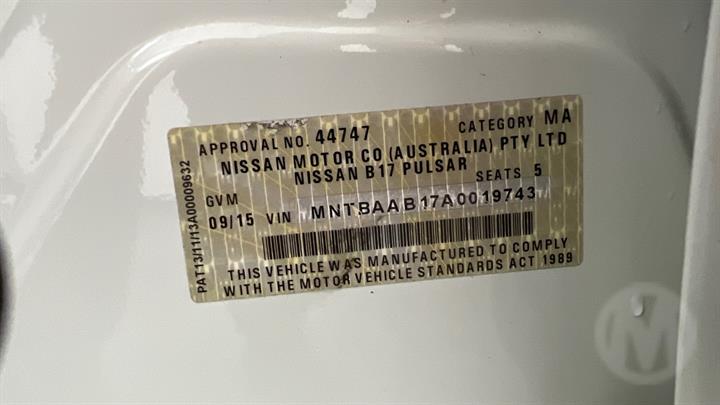 APPROVAL NO. 44747 CATEGORY MA
NISSAN MOTOR CO (AUSTRALIA) PTY LTD
NISSAN B17 PULSAR
GVM SEATS 5
09/15 VIN MNTBAAB17A0019743
THIS VEHICLE WAS MANUFACTURED TO COMPLY
WITH THE MOTOR VEHICLE STANDARDS ACT 1989
PAT13/11/13A00009632
M